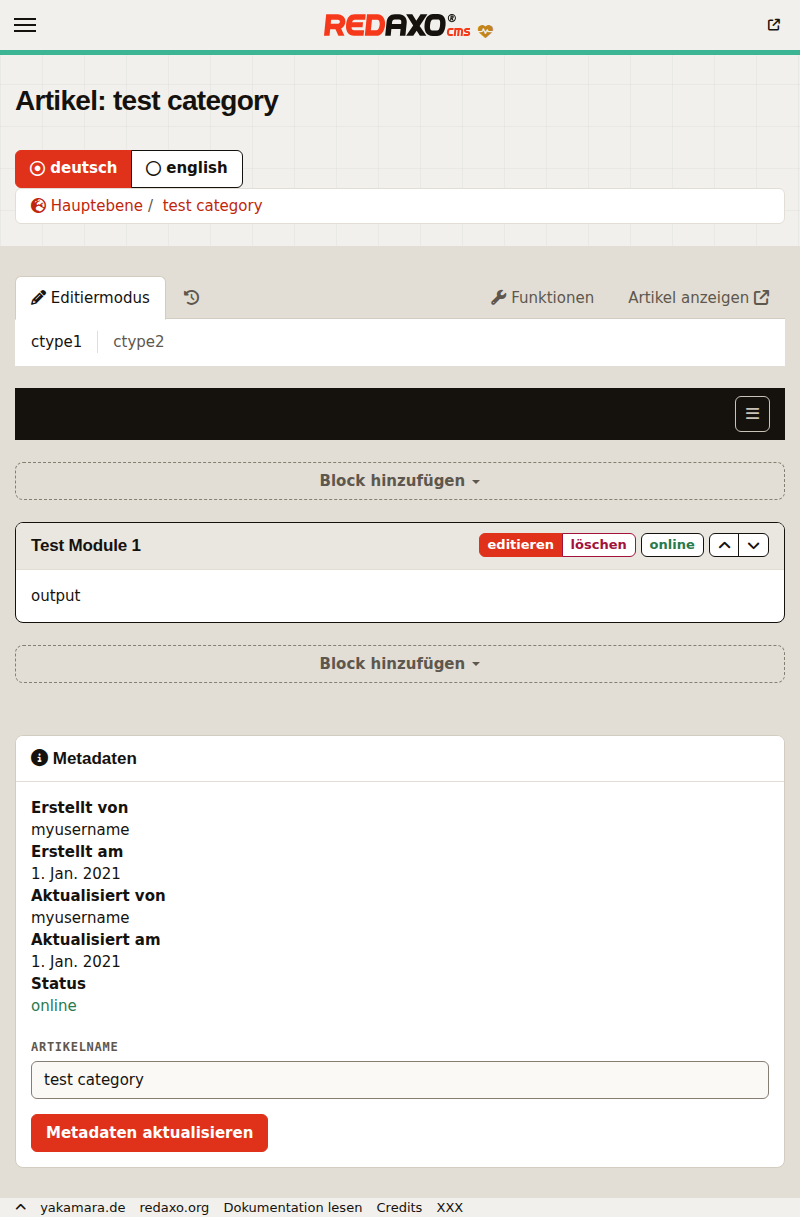 REDAXO® cms
Artikel: test category
deutsch english
Hauptebene / test category
Editiermodus Funktionen Artikel anzeigen
ctype1 ctype2
Block hinzufügen
Test Module 1 editieren löschen online
output
Block hinzufügen
Metadaten
Erstellt von
myusername
Erstellt am
1. Jan. 2021
Aktualisiert von
myusername
Aktualisiert am
1. Jan. 2021
Status
online
ARTIKELNAME
test category
Metadaten aktualisieren
yakamara.de redaxo.org Dokumentation lesen Credits XXX